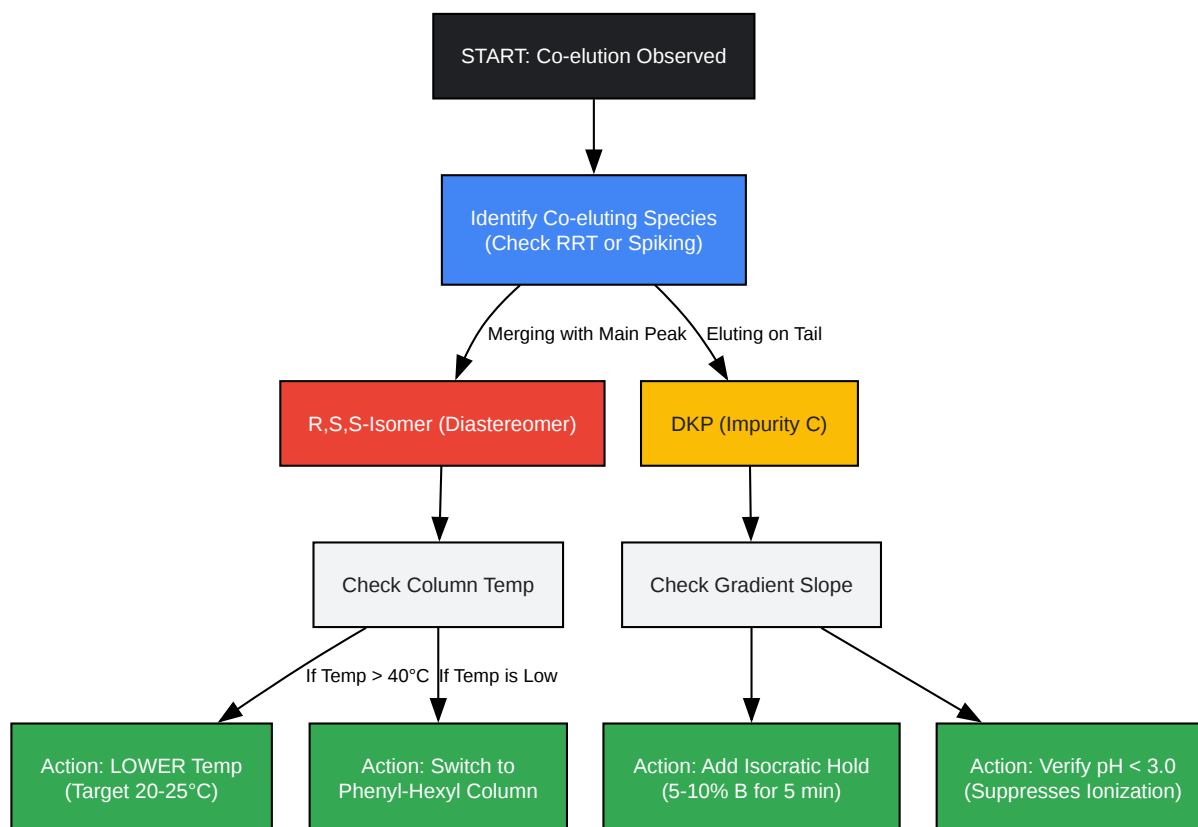 START: Co-elution Observed
Identify Co-eluting Species
(Check RRT or Spiking)
Merging with Main Peak
Eluting on Tail
R,S,S-Isomer (Diastereomer)
DKP (Impurity C)
Check Column Temp
Check Gradient Slope
If Temp > 40°C
If Temp is Low
Action: LOWER Temp
(Target 20-25°C)
Action: Switch to
Phenyl-Hexyl Column
Action: Add Isocratic Hold
(5-10% B for 5 min)
Action: Verify pH < 3.0
(Suppresses Ionization)